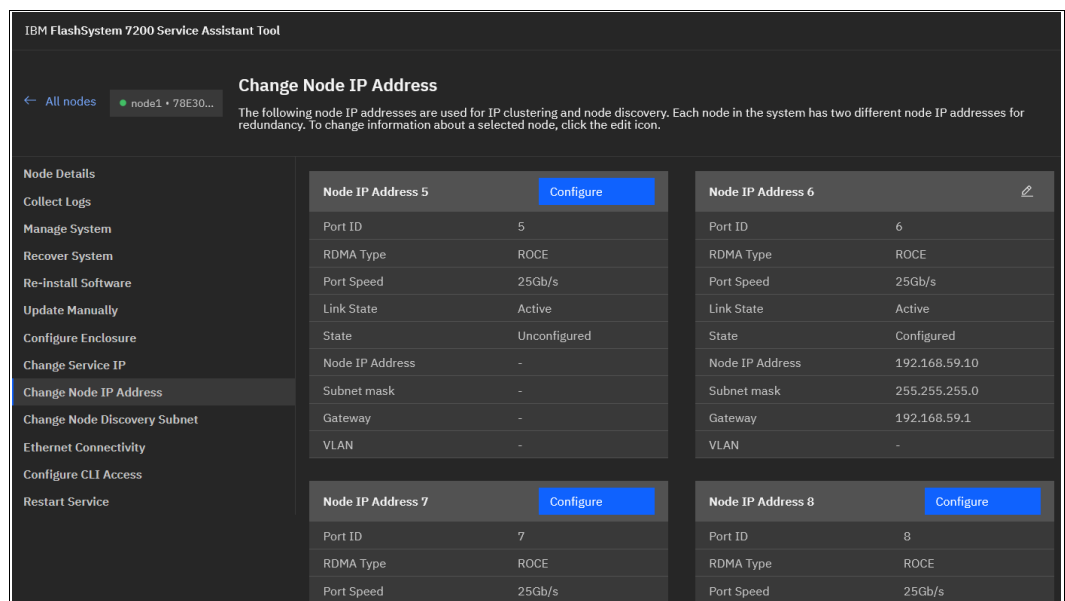 IBM FlashSystem 7200 Service Assistant Tool
← All nodes
node1 • 78E30...
Change Node IP Address
The following node IP addresses are used for IP clustering and node discovery. Each node in the system has two different node IP addresses for
redundancy. To change information about a selected node, click the edit icon.
Node Details
Collect Logs
Manage System
Recover System
Re-install Software
Update Manually
Configure Enclosure
Change Service IP
Change Node IP Address
Change Node Discovery Subnet
Ethernet Connectivity
Configure CLI Access
Restart Service
Node IP Address 5 Configure
Port ID 5
RDMA Type ROCE
Port Speed 25Gb/s
Link State Active
State Unconfigured
Node IP Address -
Subnet mask -
Gateway -
VLAN -
Node IP Address 6
Port ID 6
RDMA Type ROCE
Port Speed 25Gb/s
Link State Active
State Configured
Node IP Address 192.168.59.10
Subnet mask 255.255.255.0
Gateway 192.168.59.1
VLAN -
Node IP Address 7 Configure
Port ID 7
RDMA Type ROCE
Port Speed 25Gb/s
Node IP Address 8 Configure
Port ID 8
RDMA Type ROCE
Port Speed 25Gb/s